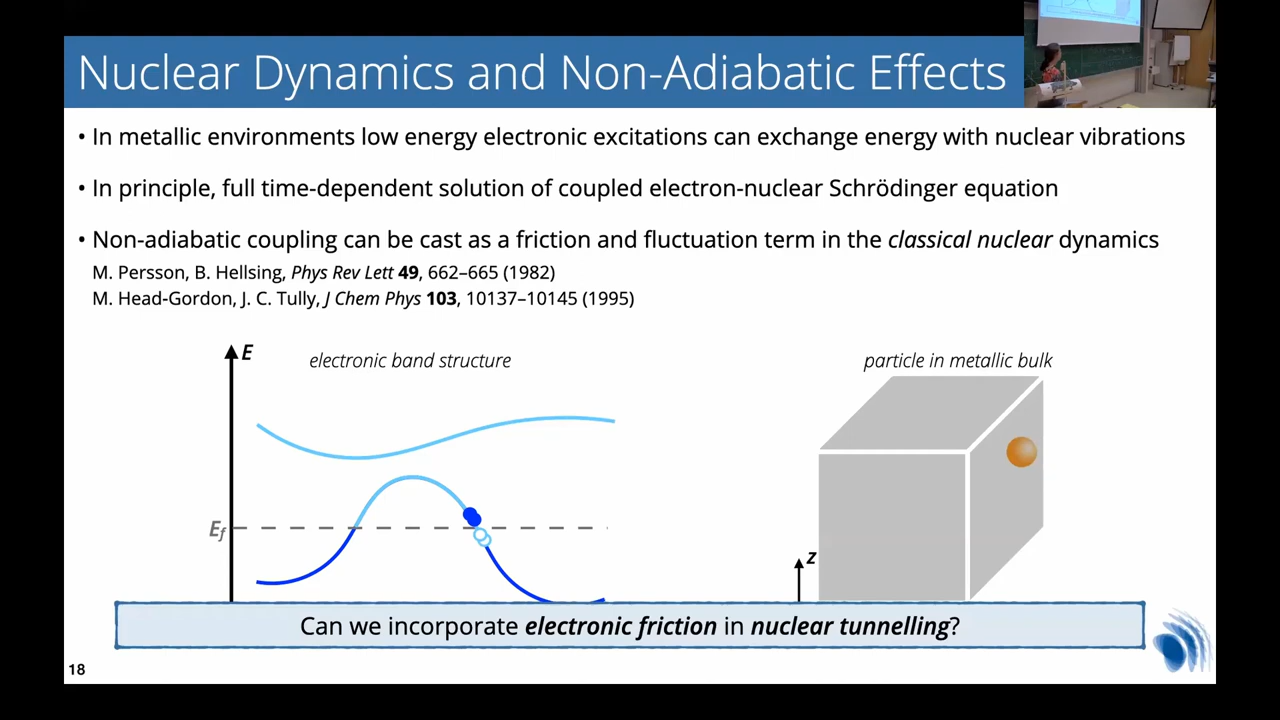 Nuclear Dynamics and Non-Adiabatic Effects
• In metallic environments low energy electronic excitations can exchange energy with nuclear vibrations
• In principle, full time-dependent solution of coupled electron-nuclear Schrödinger equation
• Non-adiabatic coupling can be cast as a friction and fluctuation term in the classical nuclear dynamics
M. Persson, B. Hellsing, Phys Rev Lett 49, 662–665 (1982)
M. Head-Gordon, J. C. Tully, J Chem Phys 103, 10137–10145 (1995)
E
electronic band structure
particle in metallic bulk
Ef
z
Can we incorporate electronic friction in nuclear tunnelling?
18